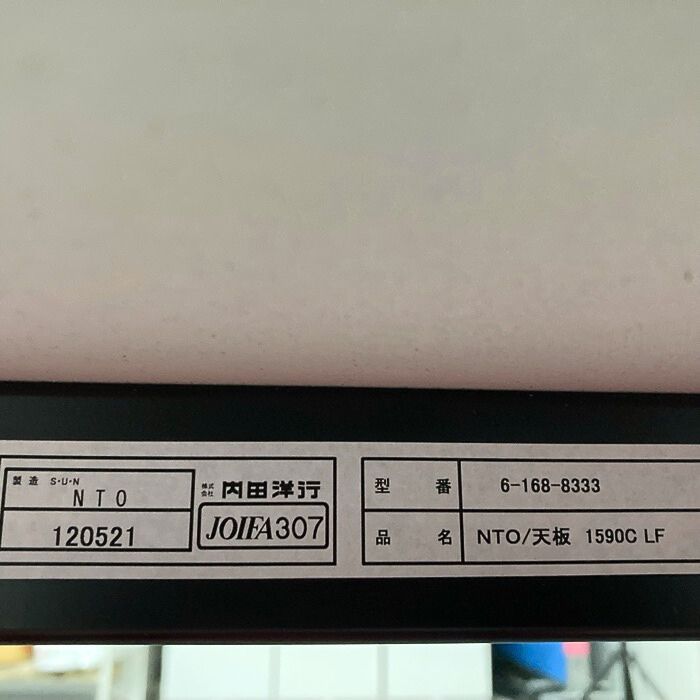 製造 S・U・N
NTO
120521
株式会社 内田洋行
JOIFA307
型番 6-168-8333
品名 NTO/天板 1590C LF